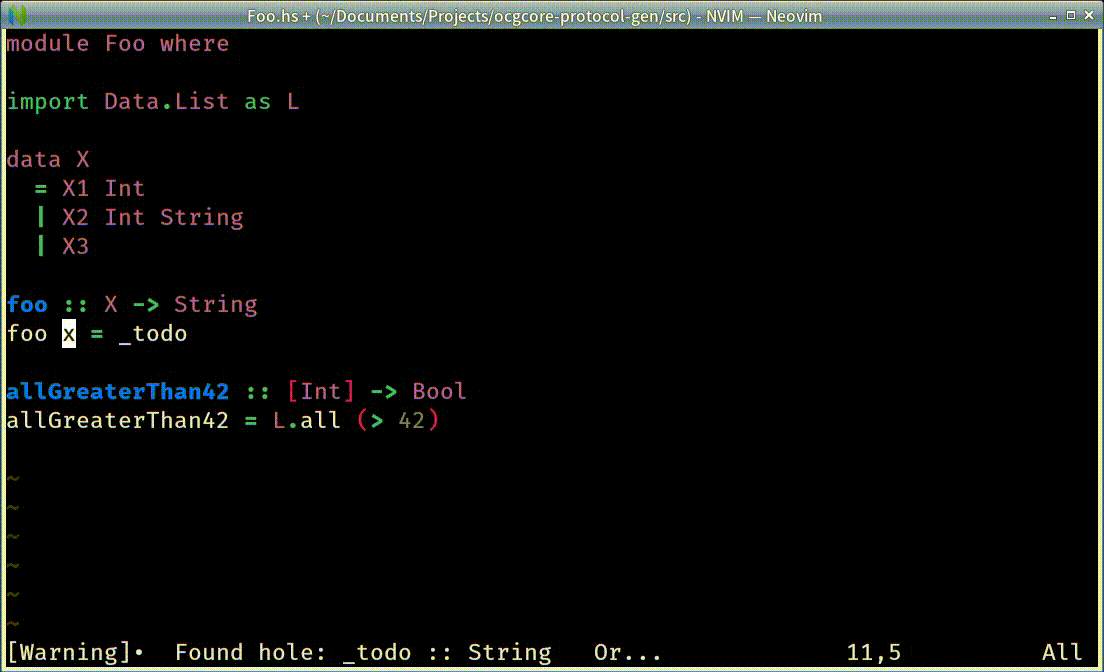 Foo.hs + (~/Documents/Projects/ocgcore-protocol-gen/src) - NVIM — Neovim
module Foo where
import Data.List as L
data X
  = X1 Int
  | X2 Int String
  | X3
foo :: X -> String
foo x = _todo
allGreaterThan42 :: [Int] -> Bool
allGreaterThan42 = L.all (> 42)
~
~
~
~
~
~
[Warning]•  Found hole: _todo :: String   Or...   11,5   All